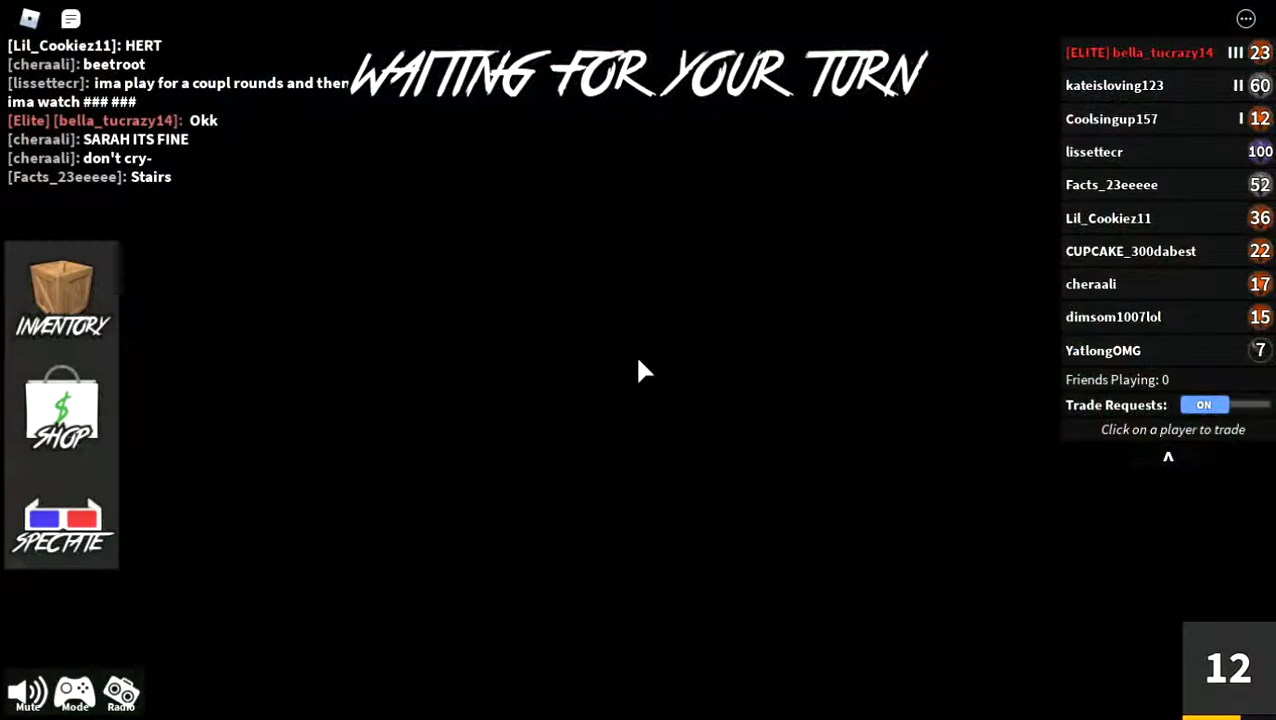 [Lil_Cookiez11]: HERT
[cheraali]: beetroot
[lissettecr]: ima play for a coupl rounds and then
ima watch ### ###
[Elite] [bella_tucrazy14]: Okk
[cheraali]: SARAH ITS FINE
[cheraali]: don't cry-
[Facts_23eeeee]: Stairs
WAITING FOR YOUR TURN
[ELITE] bella_tucrazy14 III 23
kateisloving123 II 60
Coolsingup157 I 12
lissettecr 100
Facts_23eeeee 52
Lil_Cookiez11 36
CUPCAKE_300dabest 22
cheraali 17
dimsom1007lol 15
YatlongOMG 7
Friends Playing: 0
Trade Requests: ON
Click on a player to trade
^
INVENTORY
$
SHOP
SPECTATE
Mute Mode Radio
12